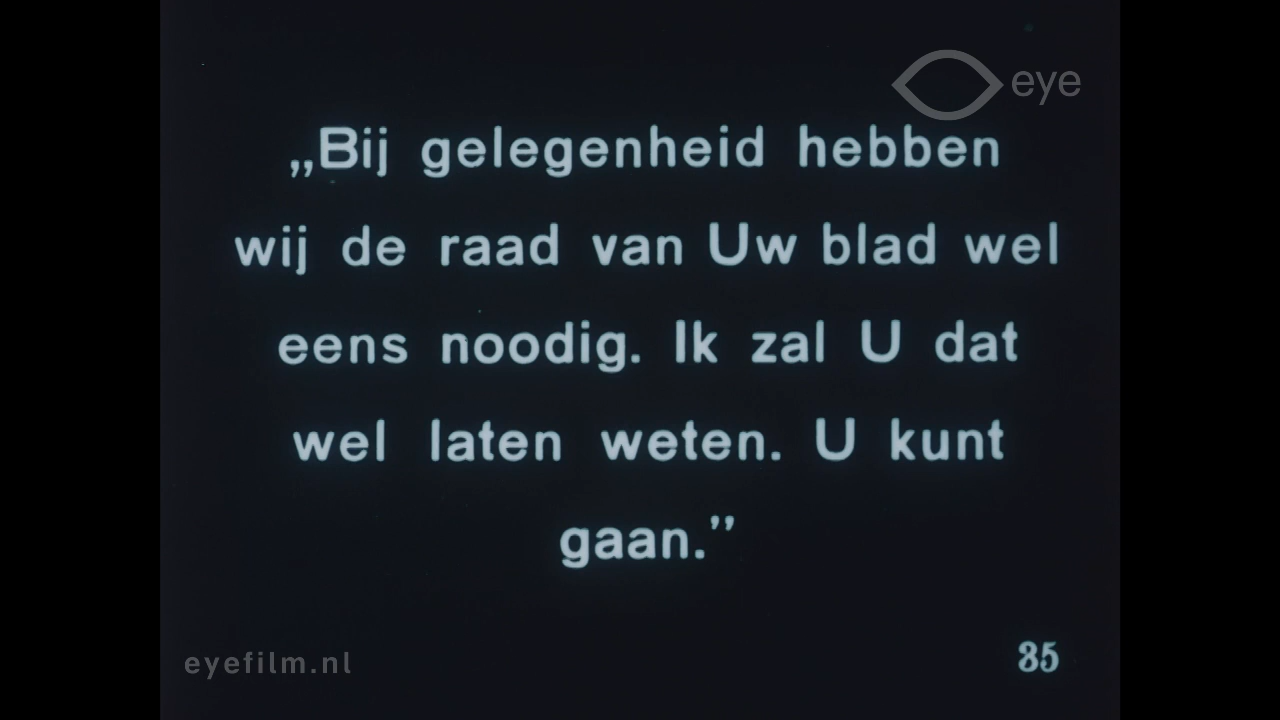 eye
„Bij gelegenheid hebben
wij de raad van Uw blad wel
eens noodig. Ik zal U dat
wel laten weten. U kunt
gaan.”
eyefilm.nl
35